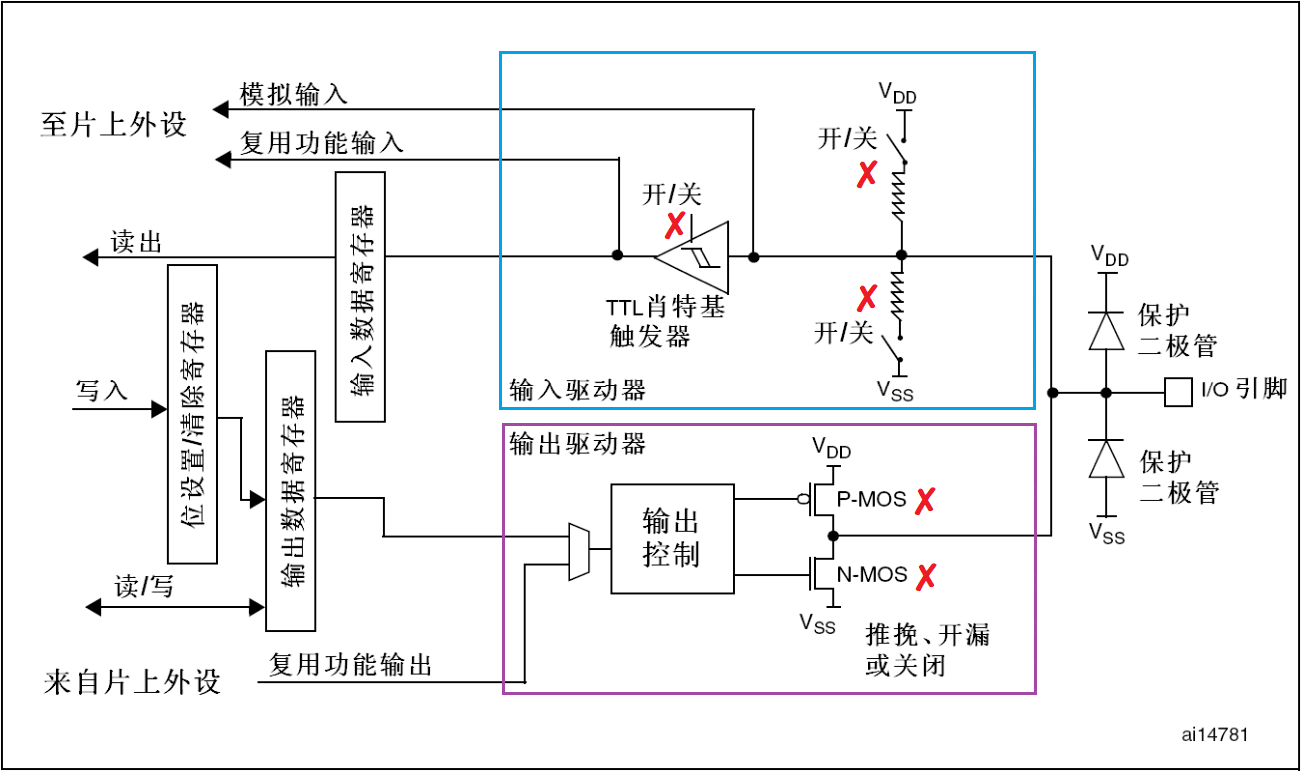 模拟输入
至片上外设
复用功能输入
VDD
开/关
开/关
读出
输入数据寄存器
TTL肖特基
触发器
开/关
VSS
输入驱动器
VDD
保护
二极管
I/O 引脚
保护
二极管
VSS
写入
位设置/清除寄存器
输出数据寄存器
读/写
输出驱动器
VDD
P-MOS
输出
控制
N-MOS
VSS
推挽、开漏
或关闭
来自片上外设
复用功能输出
ai14781